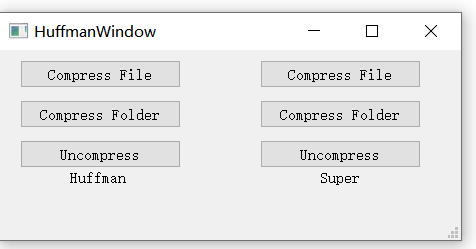 HuffmanWindow
Compress File Compress File
Compress Folder Compress Folder
Uncompress Uncompress
Huffman Super